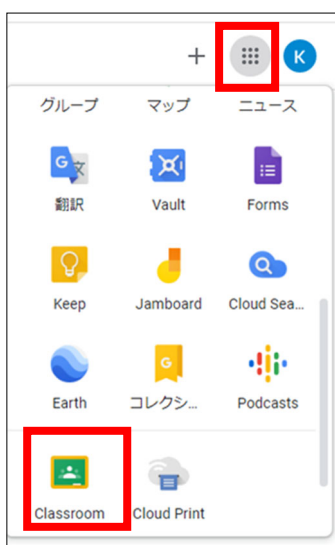 + K
グループ マップ ニュース
翻訳 Vault Forms
Keep Jamboard Cloud Sea...
Earth コレクシ... Podcasts
Classroom Cloud Print